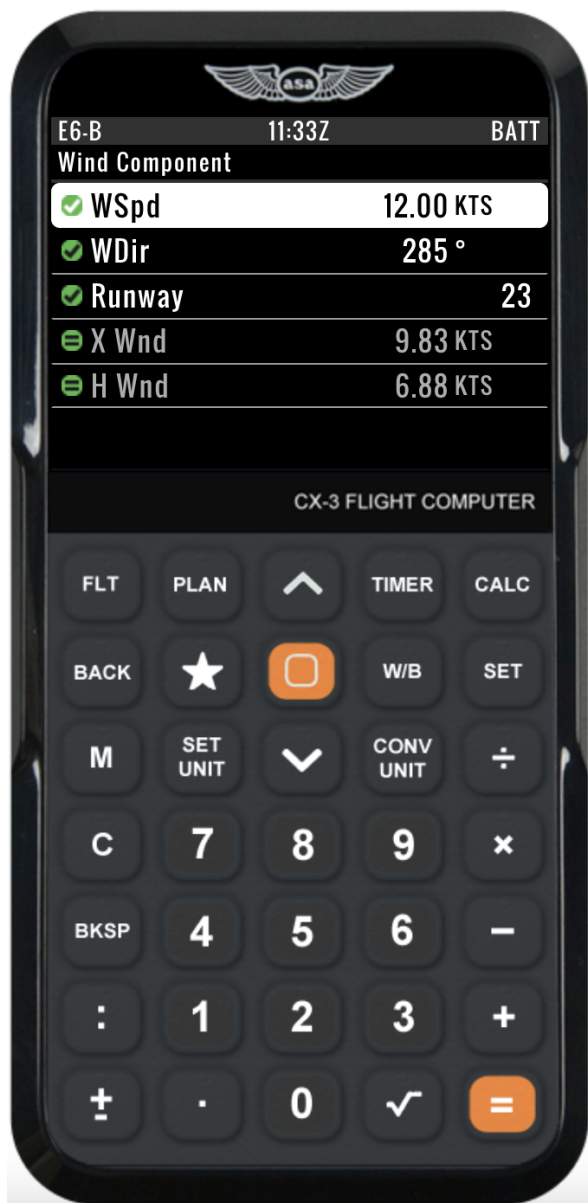 asa
E6-B 11:33Z BATT
Wind Component
WSpd 12.00 KTS
WDir 285 °
Runway 23
X Wnd 9.83 KTS
H Wnd 6.88 KTS
CX-3 FLIGHT COMPUTER
FLT PLAN TIMER CALC
BACK W/B SET
M SET UNIT CONV UNIT ÷
C 7 8 9 ×
BKSP 4 5 6 −
: 1 2 3 +
± . 0 √ =